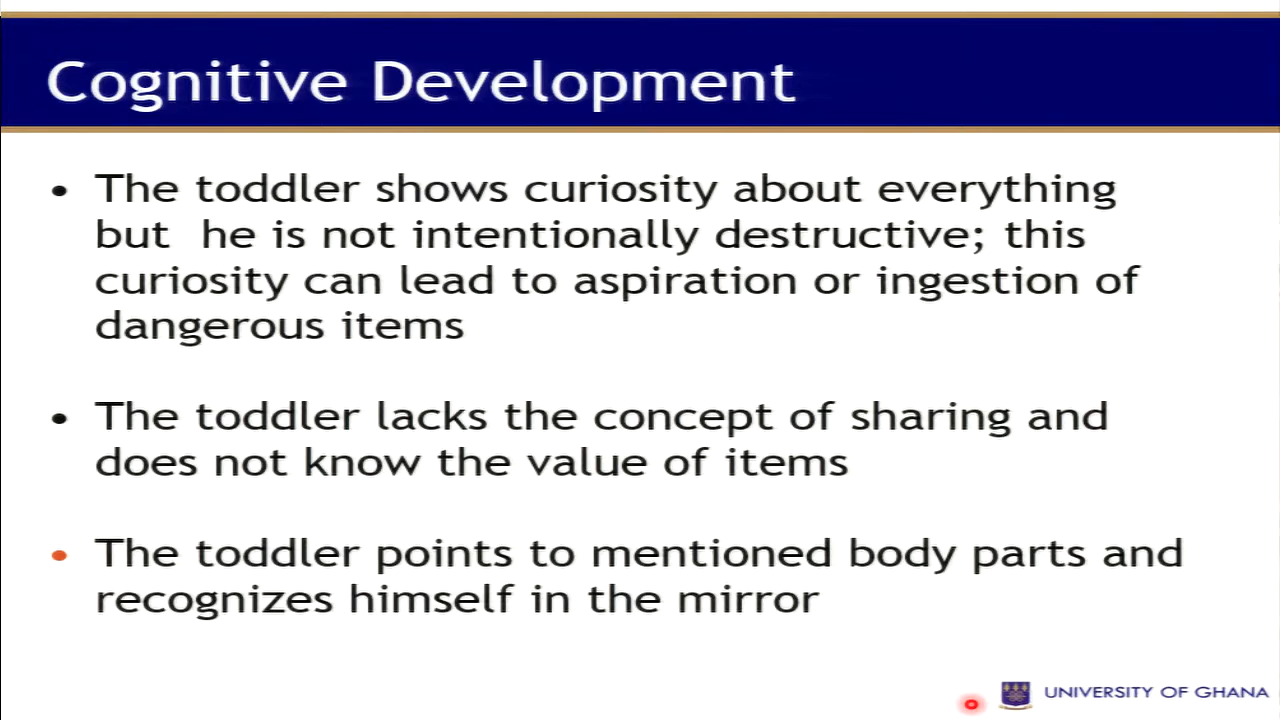 Cognitive Development
• The toddler shows curiosity about everything
but he is not intentionally destructive; this
curiosity can lead to aspiration or ingestion of
dangerous items
• The toddler lacks the concept of sharing and
does not know the value of items
• The toddler points to mentioned body parts and
recognizes himself in the mirror
UNIVERSITY OF GHANA